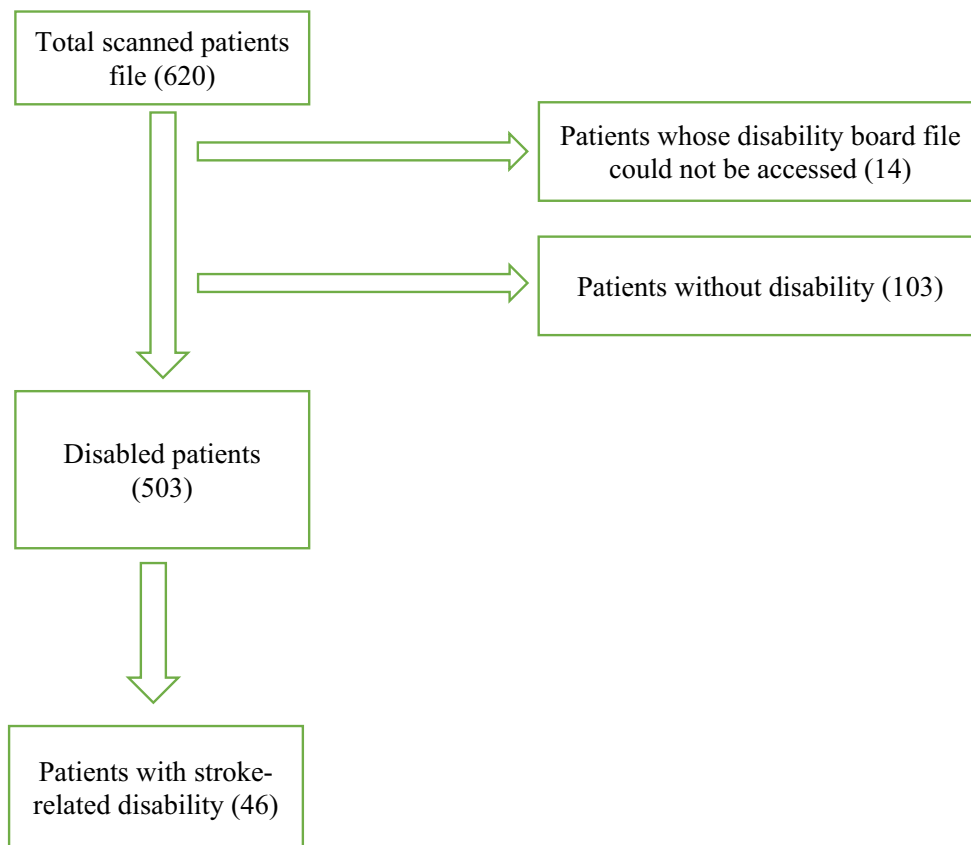 Total scanned patients
file (620)
Patients whose disability board file
could not be accessed (14)
Patients without disability (103)
Disabled patients
(503)
Patients with stroke-
related disability (46)